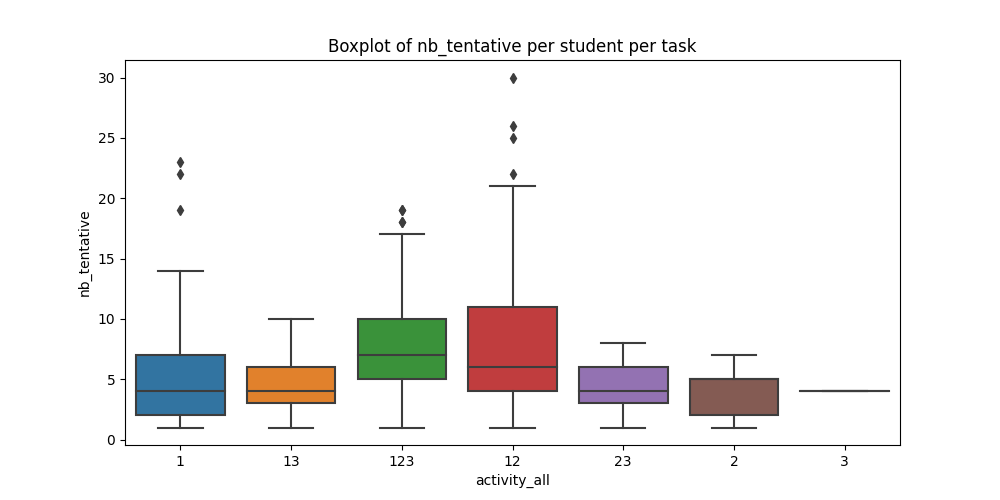 Boxplot of nb_tentative per student per task
30
25
20
15
10
5
0
nb_tentative
1 13 123 12 23 2 3
activity_all